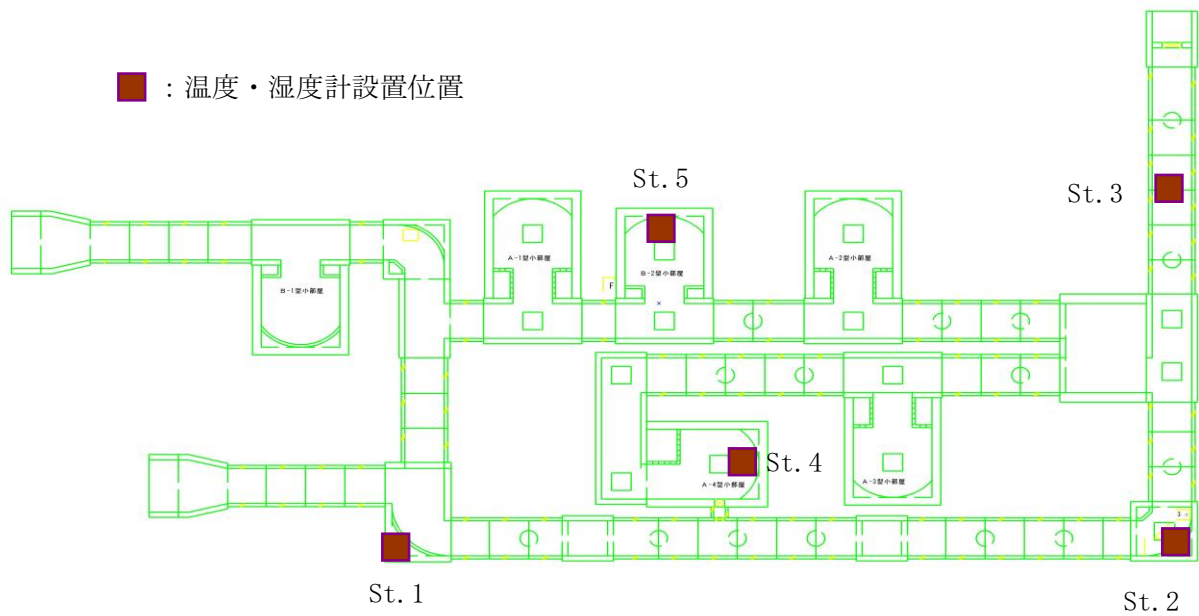 ：温度・湿度計設置位置
St. 5
St. 3
A-1型小部屋
B-2型小部屋
A-2型小部屋
F
B-1型小部屋
St. 4
A-4型小部屋
A-3型小部屋
3
St. 1
St. 2